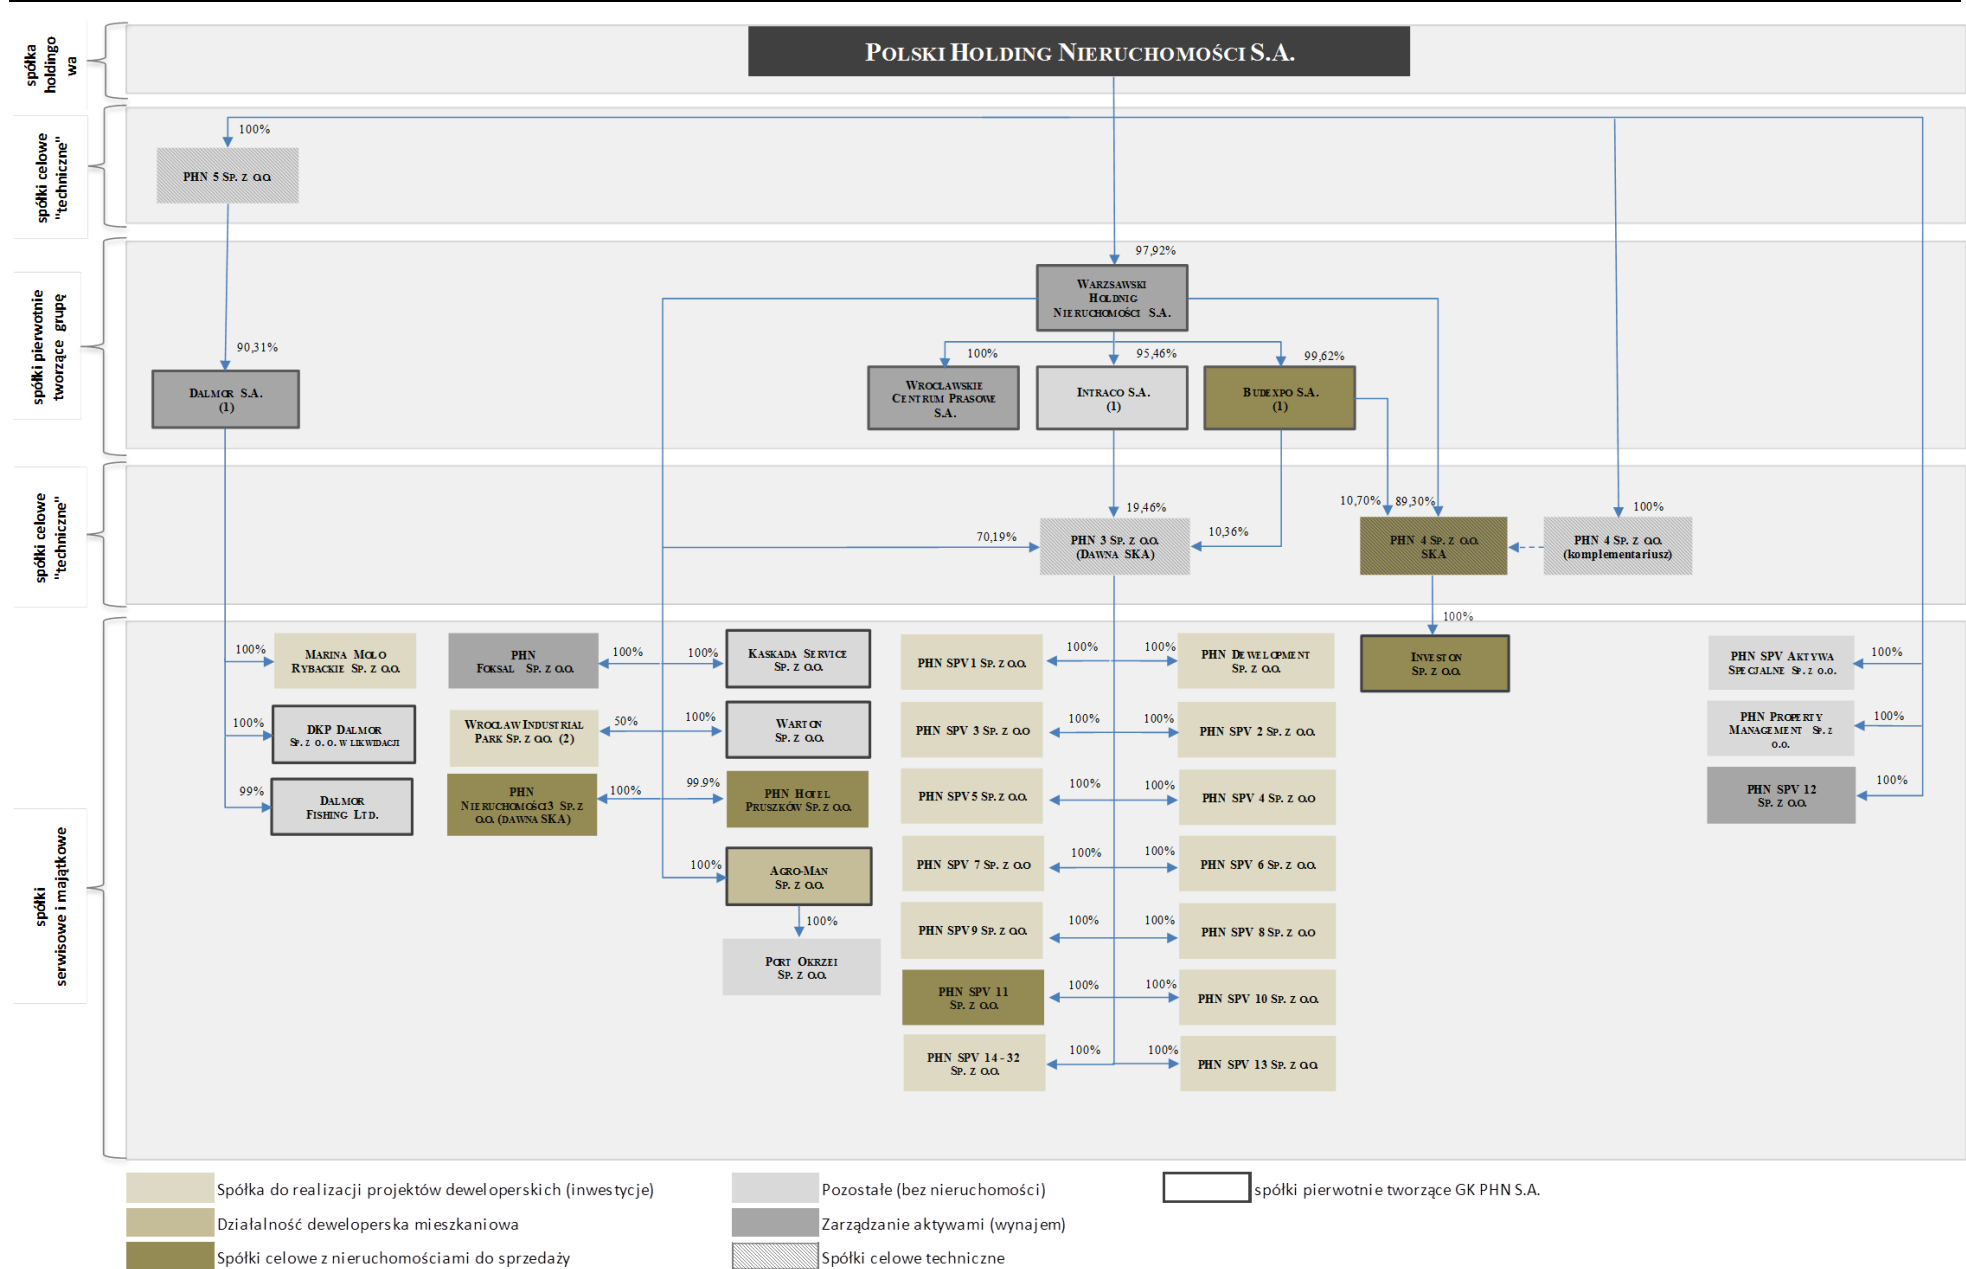 POLSKI HOLDING NIERUCHOMOŚCI S.A.
spółka
holdingo
wa
spółki celowe
"techniczne"
100%
PHN 5 SP. Z O.O.
spółki pierwotnie
tworzące grupę
97,92%
WARZSAWSKI
HOLDNIG
NIERUCHOMOŚCI S.A.
90,31%
100%
95,46%
99,62%
DALMOR S.A.
(1)
WROCLAWSKIE
CENTRUM PRASOWE
S.A.
INTRACO S.A.
(1)
BUDEXPO S.A.
(1)
spółki celowe
"techniczne"
19,46%
10,70%
89,30%
100%
70,19%
10,36%
PHN 3 SP. Z O.O.
(DAWNA SKA)
PHN 4 SP. Z O.O.
SKA
PHN 4 SP. Z O.O.
(komplementariusz)
100%
spółki
serwisowe i majątkowe
100%
MARINA MOLO
RYBACKIE SP. Z O.O.
PHN
FOKSAL SP. Z O.O.
100%
100%
KASKADA SERVICE
SP. Z O.O.
PHN SPV 1 SP. Z O.O.
100%
100%
PHN DEWELOPMENT
SP. Z O.O.
INVESTON
SP. Z O.O.
PHN SPV AKTYWA
SPECJALNE SP. Z O.O.
100%
100%
DKP DALMOR
SP. Z O. O. W LIKWIDACJI
WROCLAW INDUSTRIAL
PARK SP. Z O.O. (2)
50%
100%
WARTON
SP. Z O.O.
PHN SPV 3 SP. Z O.O
100%
100%
PHN SPV 2 SP. Z O.O.
PHN PROPERTY
MANAGEMENT SP. Z
O.O.
100%
99%
DALMOR
FISHING LTD.
PHN
NIERUCHOMOŚCI3 SP. Z
O.O. (DAWNA SKA)
100%
99.9%
PHN HOTEL
PRUSZKÓW SP. Z O.O.
PHN SPV 5 SP. Z O.O.
100%
100%
PHN SPV 4 SP. Z O.O
PHN SPV 12
SP. Z O.O.
100%
100%
AGRO-MAN
SP. Z O.O.
PHN SPV 7 SP. Z O.O
100%
100%
PHN SPV 6 SP. Z O.O.
100%
PORT OKRZEI
SP. Z O.O.
PHN SPV 9 SP. Z O.O.
100%
100%
PHN SPV 8 SP. Z O.O
PHN SPV 11
SP. Z O.O.
100%
100%
PHN SPV 10 SP. Z O.O.
PHN SPV 14 - 32
SP. Z O.O.
100%
100%
PHN SPV 13 SP. Z O.O.
Spółka do realizacji projektów deweloperskich (inwestycje)
Pozostałe (bez nieruchomości)
spółki pierwotnie tworzące GK PHN S.A.
Działalność deweloperska mieszkaniowa
Zarządzanie aktywami (wynajem)
Spółki celowe z nieruchomościami do sprzedaży
Spółki celowe techniczne